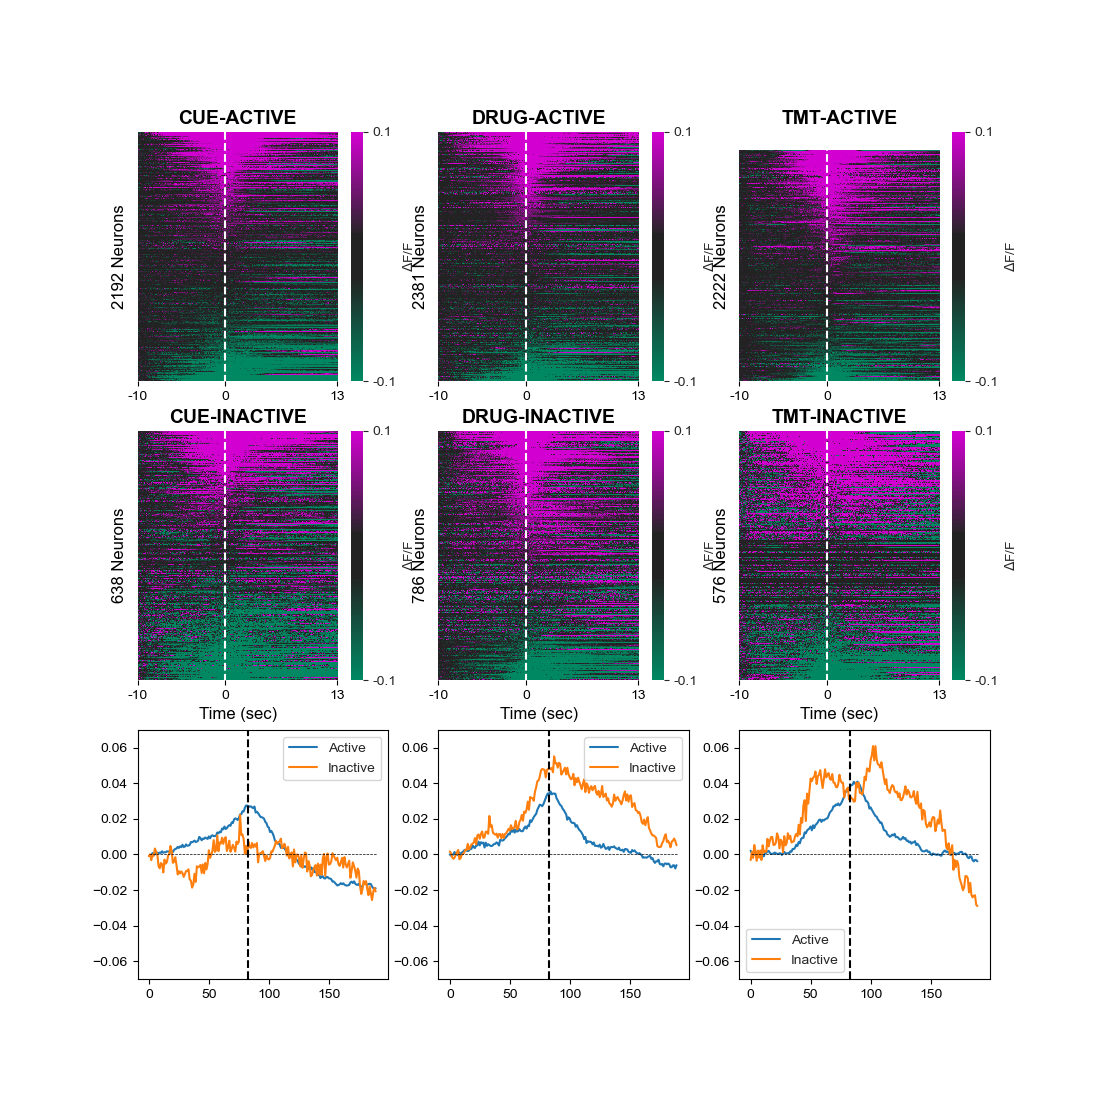 CUE-ACTIVE
DRUG-ACTIVE
TMT-ACTIVE
2192 Neurons
0.1
-0.1
ΔF/F
-10 0 13
2381 Neurons
0.1
-0.1
ΔF/F
-10 0 13
2222 Neurons
0.1
-0.1
ΔF/F
-10 0 13
CUE-INACTIVE
DRUG-INACTIVE
TMT-INACTIVE
638 Neurons
0.1
-0.1
ΔF/F
-10 0 13
Time (sec)
786 Neurons
0.1
-0.1
ΔF/F
-10 0 13
Time (sec)
576 Neurons
0.1
-0.1
ΔF/F
-10 0 13
Time (sec)
0.06
0.04
0.02
0.00
−0.02
−0.04
−0.06
Active
Inactive
0 50 100 150
0.06
0.04
0.02
0.00
−0.02
−0.04
−0.06
Active
Inactive
0 50 100 150
0.06
0.04
0.02
0.00
−0.02
−0.04
−0.06
Active
Inactive
0 50 100 150